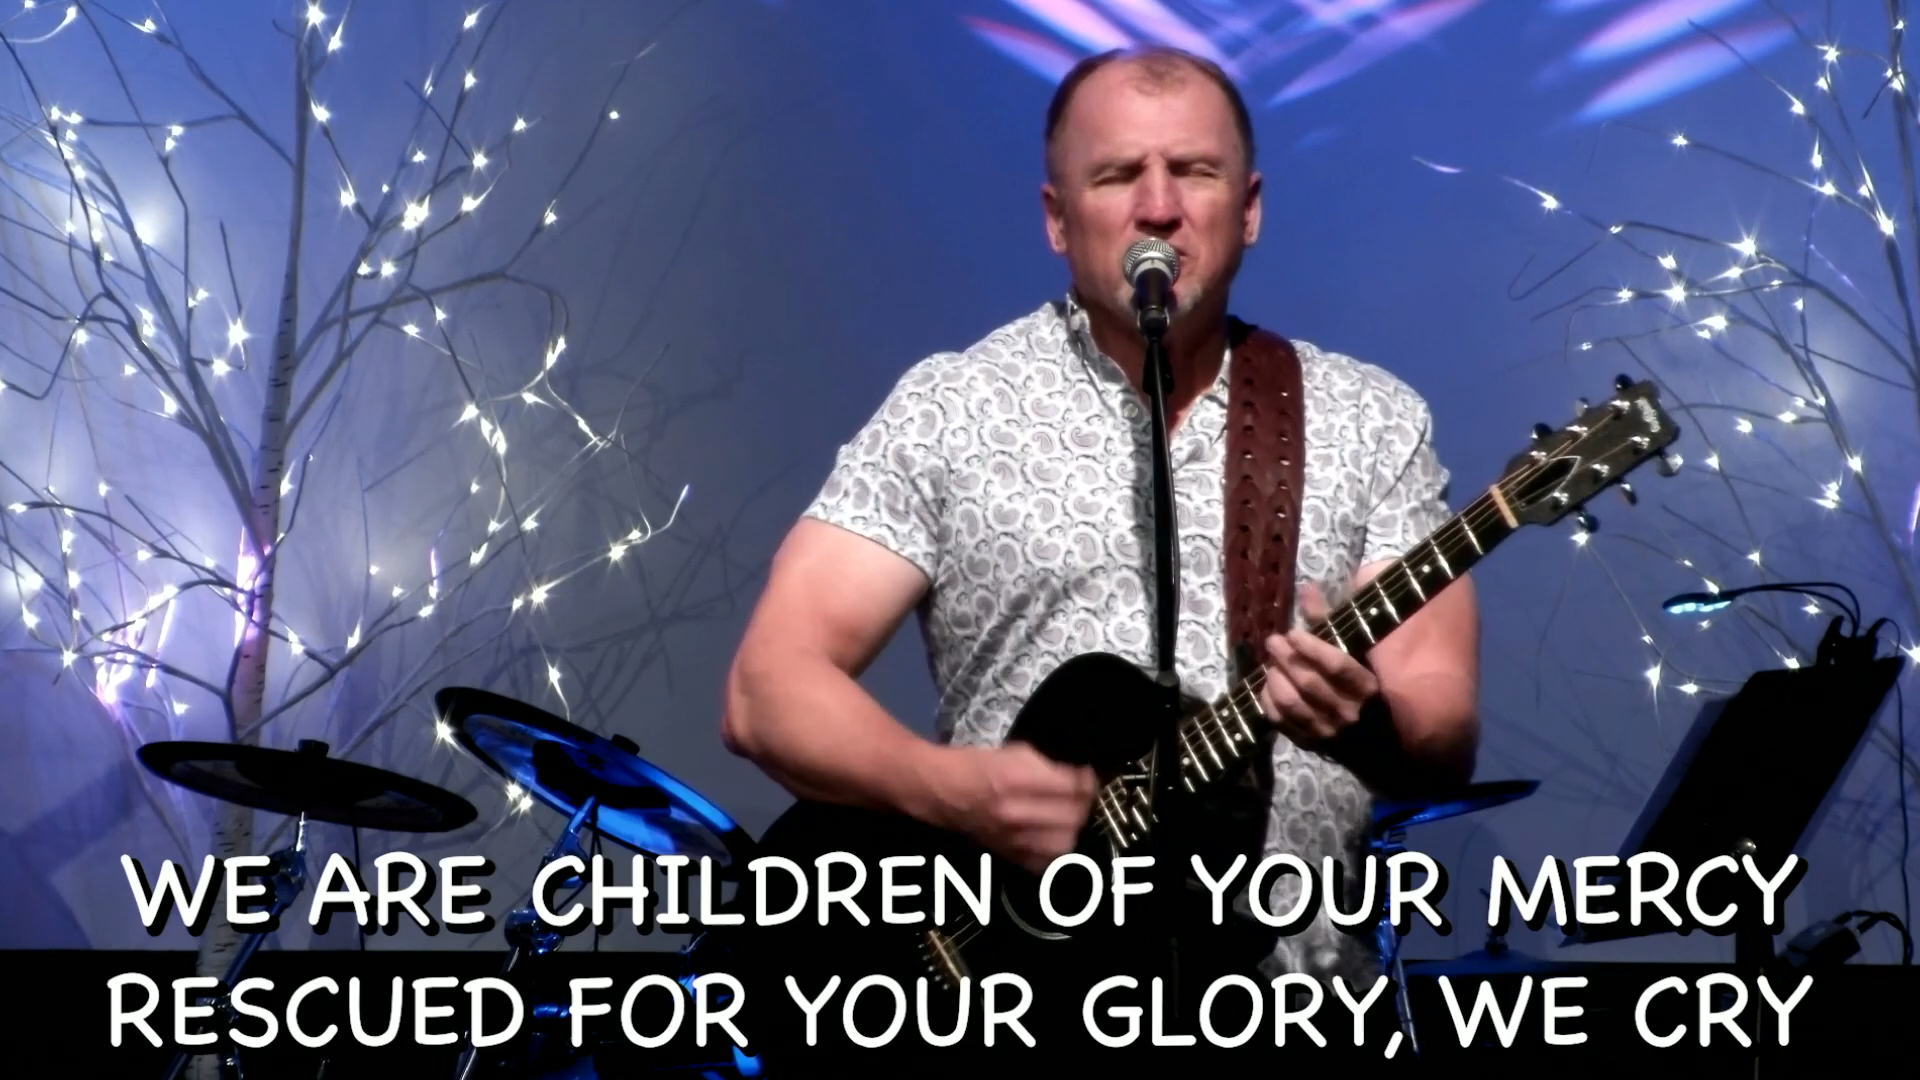 WE ARE CHILDREN OF YOUR MERCY
RESCUED FOR YOUR GLORY, WE CRY